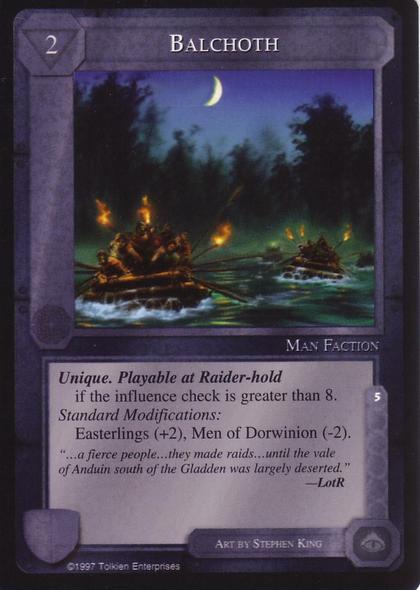 2
BALCHOTH
MAN FACTION
Unique. Playable at Raider-hold
if the influence check is greater than 8.
Standard Modifications:
Easterlings (+2), Men of Dorwinion (-2).
5
“…a fierce people…they made raids…until the vale
of Anduin south of the Gladden was largely deserted.”
—LotR
ART BY STEPHEN KING
©1997 Tolkien Enterprises